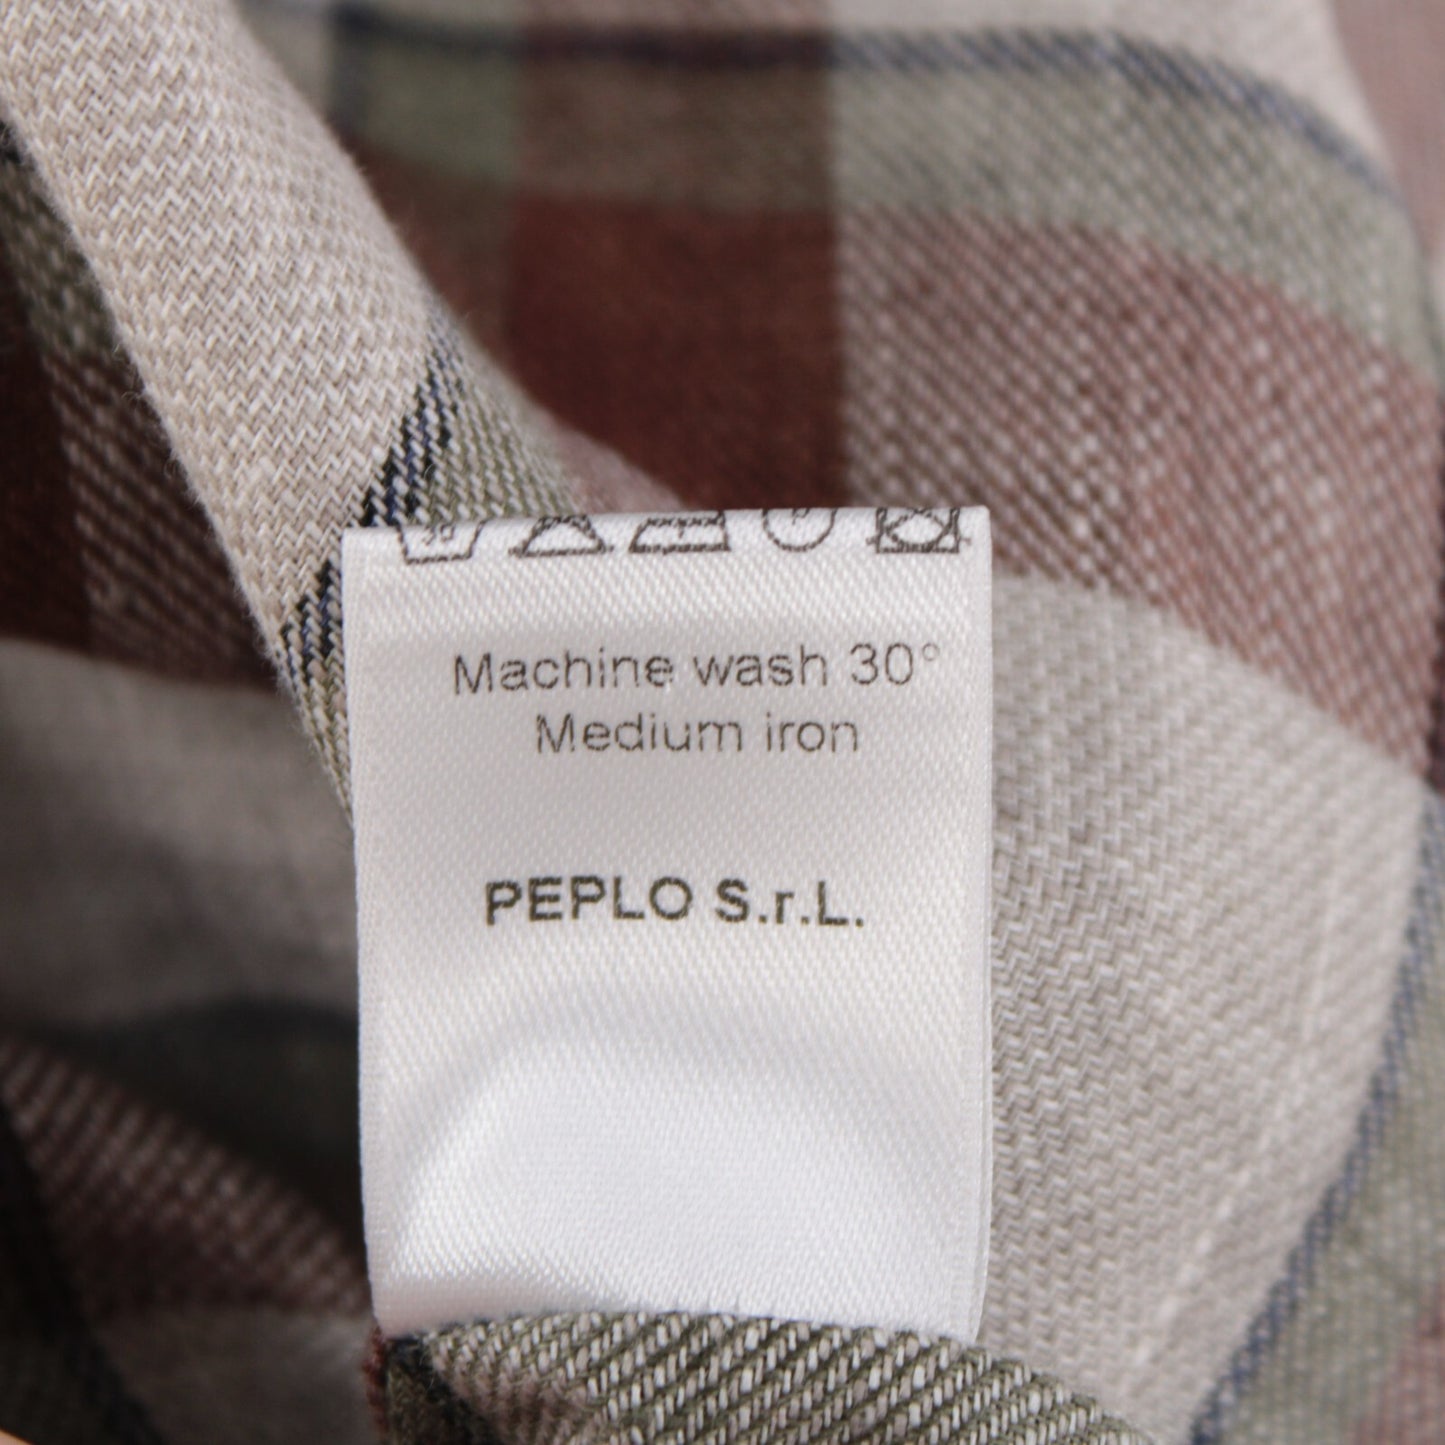 Machine wash 30°
Medium iron
PEPLO S.r.L.